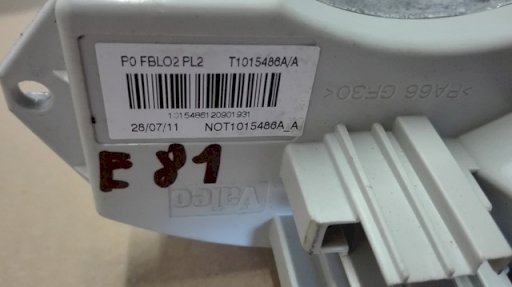 P0 FBLO2 PL2 T1015486A/A
1015486120901931
28/07/11 NOT1015486A_A
>PA66 GF30<
E 81
Valeo